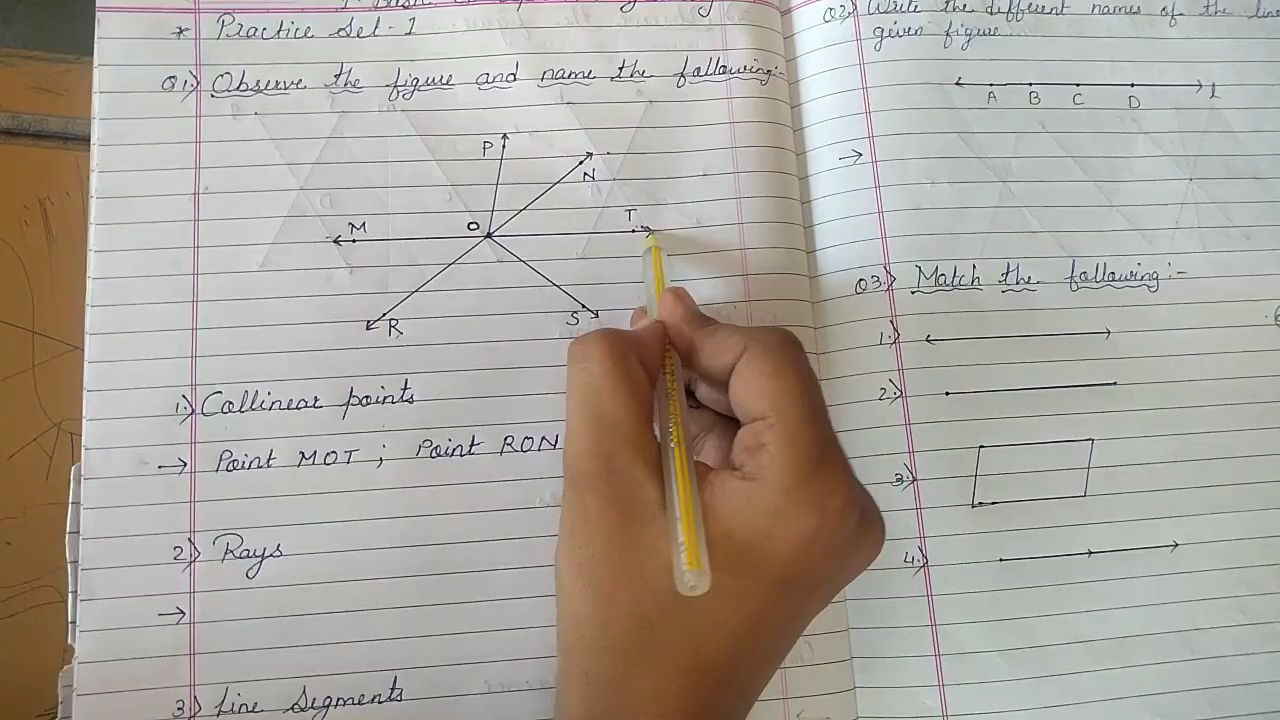 * Practice Set-1
Q1.) Observe the figure and name the following:-
P
N
M
O
T
R
S
1.) Collinear points
→ Point MOT ; Point RON
2.) Rays
→
3.) Line Segments
Q2.) Write the different names of the line
given figure.
A B C D l
→
Q3.) Match the following:-
1.)
2.)
3.)
4.)